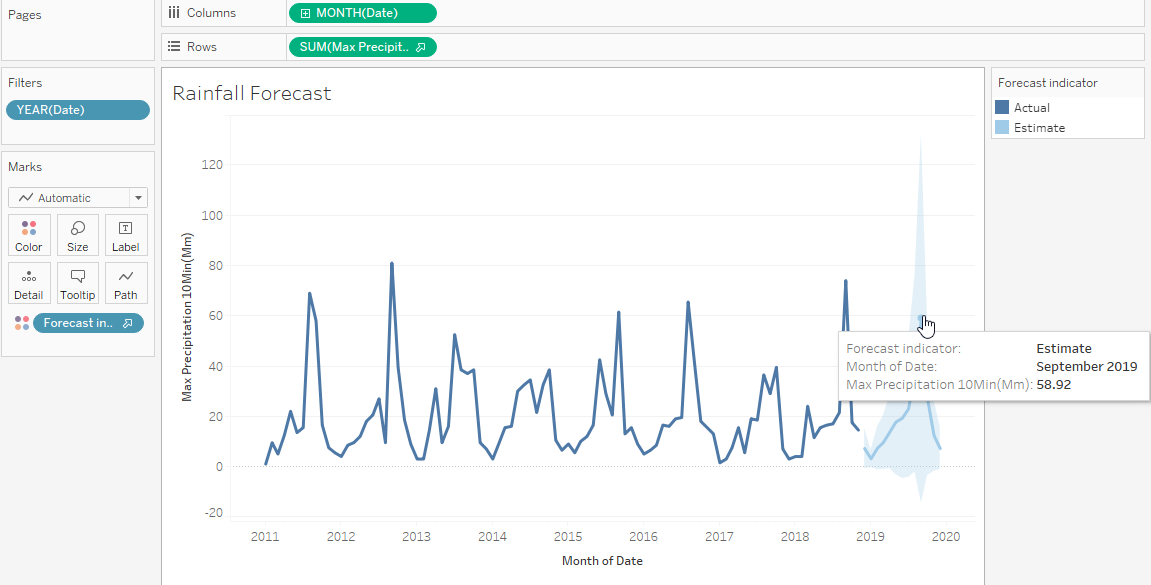 Pages
Columns
MONTH(Date)
Rows
SUM(Max Precipit..
Filters
YEAR(Date)
Marks
Automatic
Color Size Label
Detail Tooltip Path
Forecast in..
Rainfall Forecast
Max Precipitation 10Min(Mm)
120
100
80
60
40
20
0
-20
2011 2012 2013 2014 2015 2016 2017 2018 2019 2020
Month of Date
Forecast indicator: Estimate
Month of Date: September 2019
Max Precipitation 10Min(Mm): 58.92
Forecast indicator
Actual
Estimate